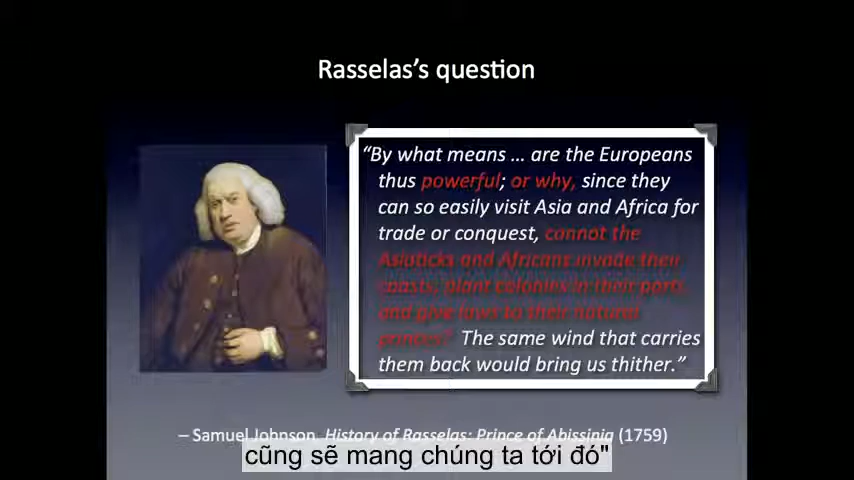 Rasselas's question
“By what means ... are the Europeans
thus powerful; or why, since they
can so easily visit Asia and Africa for
trade or conquest, cannot the
Asiaticks and Africans invade their
coasts, plant colonies in their ports,
and give laws to their natural
princes? The same wind that carries
them back would bring us thither.”
– Samuel Johnson, History of Rasselas: Prince of Abissinia (1759)
cũng sẽ mang chúng ta tới đó"